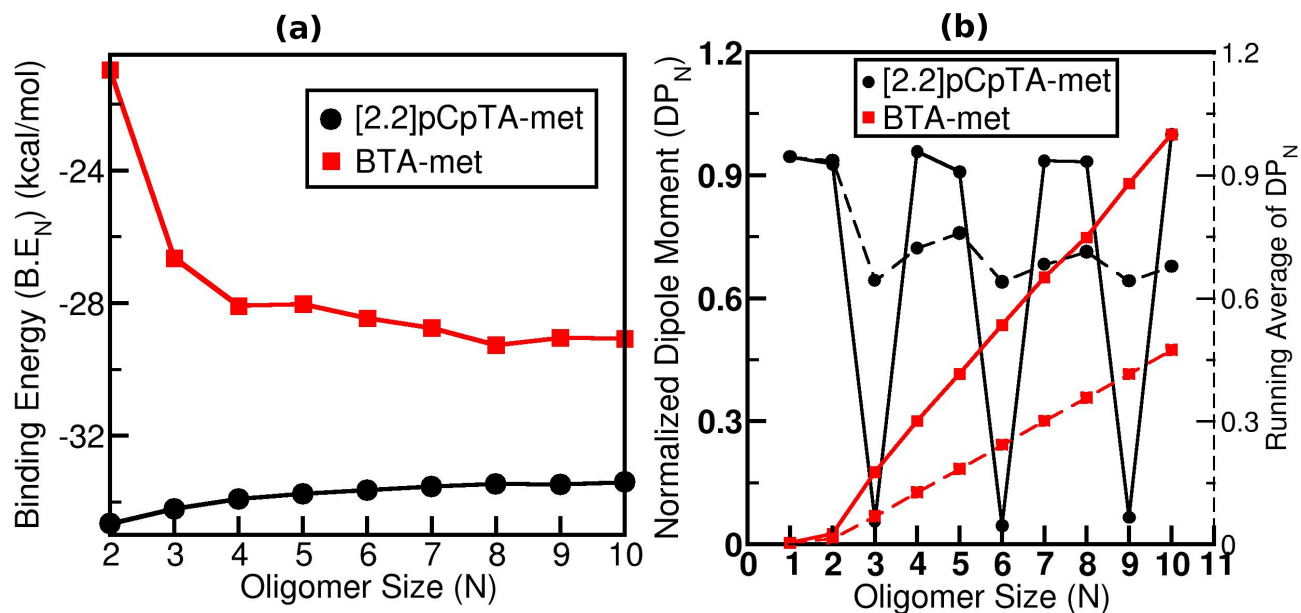 (a)
[2.2]pCpTA-met
BTA-met
Binding Energy (B.E_N) (kcal/mol)
-24
-28
-32
2 3 4 5 6 7 8 9 10
Oligomer Size (N)
(b)
[2.2]pCpTA-met
BTA-met
Normalized Dipole Moment (DP_N)
1.2
0.9
0.6
0.3
0
0 1 2 3 4 5 6 7 8 9 10 11
Oligomer Size (N)
1.2
0.9
0.6
0.3
0
Running Average of DP_N